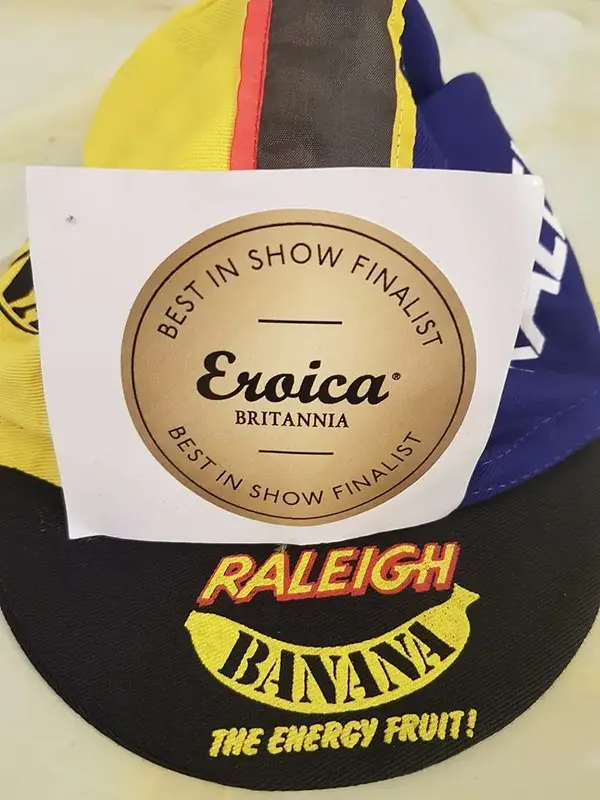 BEST IN SHOW FINALIST
Eroica®
BRITANNIA
BEST IN SHOW FINALIST
RALEIGH
BANANA
THE ENERGY FRUIT!